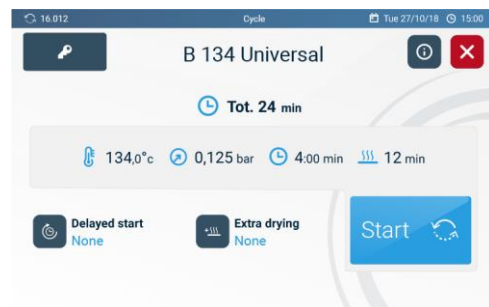 16.012 Cycle Tue 27/10/18 15:00
B 134 Universal
Tot. 24 min
134,0°c 0,125 bar 4:00 min 12 min
Delayed start
None
Extra drying
None
Start